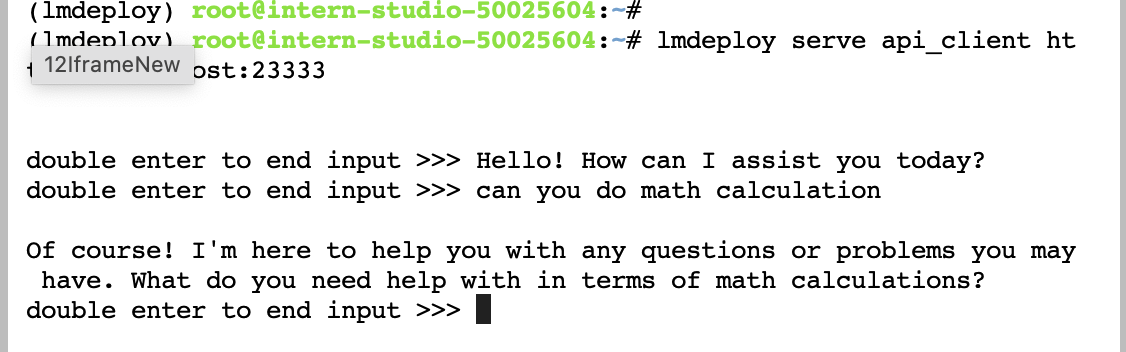 (lmdeploy) root@intern-studio-50025604:~#
(lmdeploy) root@intern-studio-50025604:~# lmdeploy serve api_client ht
12IframeNew
ost:23333
double enter to end input >>> Hello! How can I assist you today?
double enter to end input >>> can you do math calculation
Of course! I'm here to help you with any questions or problems you may
have. What do you need help with in terms of math calculations?
double enter to end input >>>